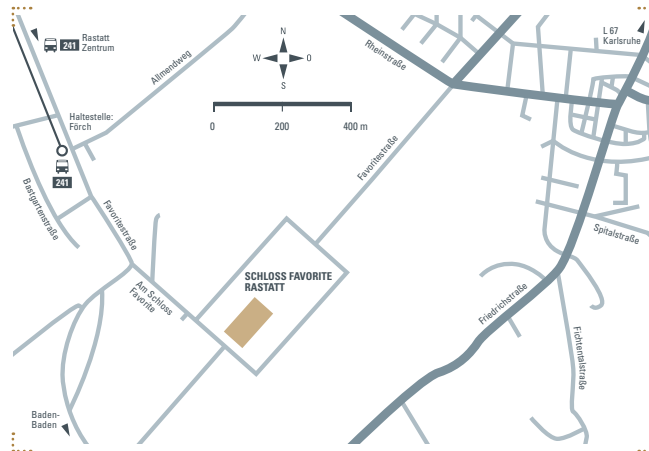 L 67
Karlsruhe
241
Rastatt
Zentrum
N
W
O
S
Allmendweg
Rheinstraße
0
200
400 m
Haltestelle:
Förch
241
Favoritestraße
Bastgartenstraße
Favoritestraße
Spitalstraße
SCHLOSS FAVORITE
RASTATT
Am Schloss
Favorite
Friedrichstraße
Fichtentalstraße
Baden-
Baden